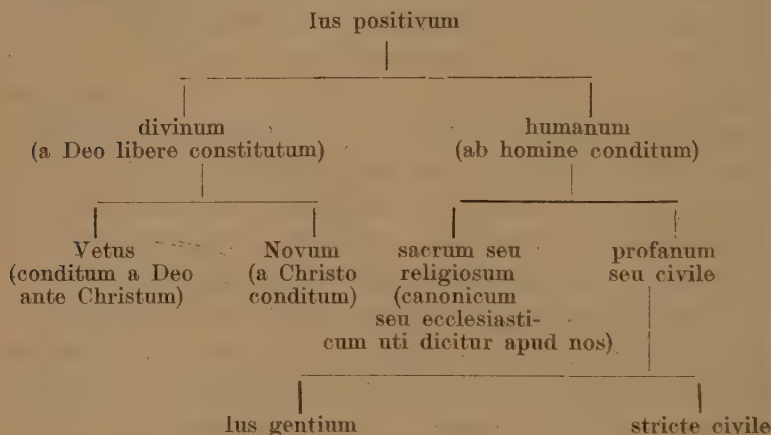 Ius positivum
divinum
(a Deo libere constitutum)
humanum
(ab homine conditum)
Vetus
(conditum a Deo
ante Christum)
Novum
(a Christo
conditum)
sacrum seu
religiosum
(canonicum
seu ecclesiasti-
cum uti dicitur apud nos)
profanum
seu civile
Ius gentium
stricte civile